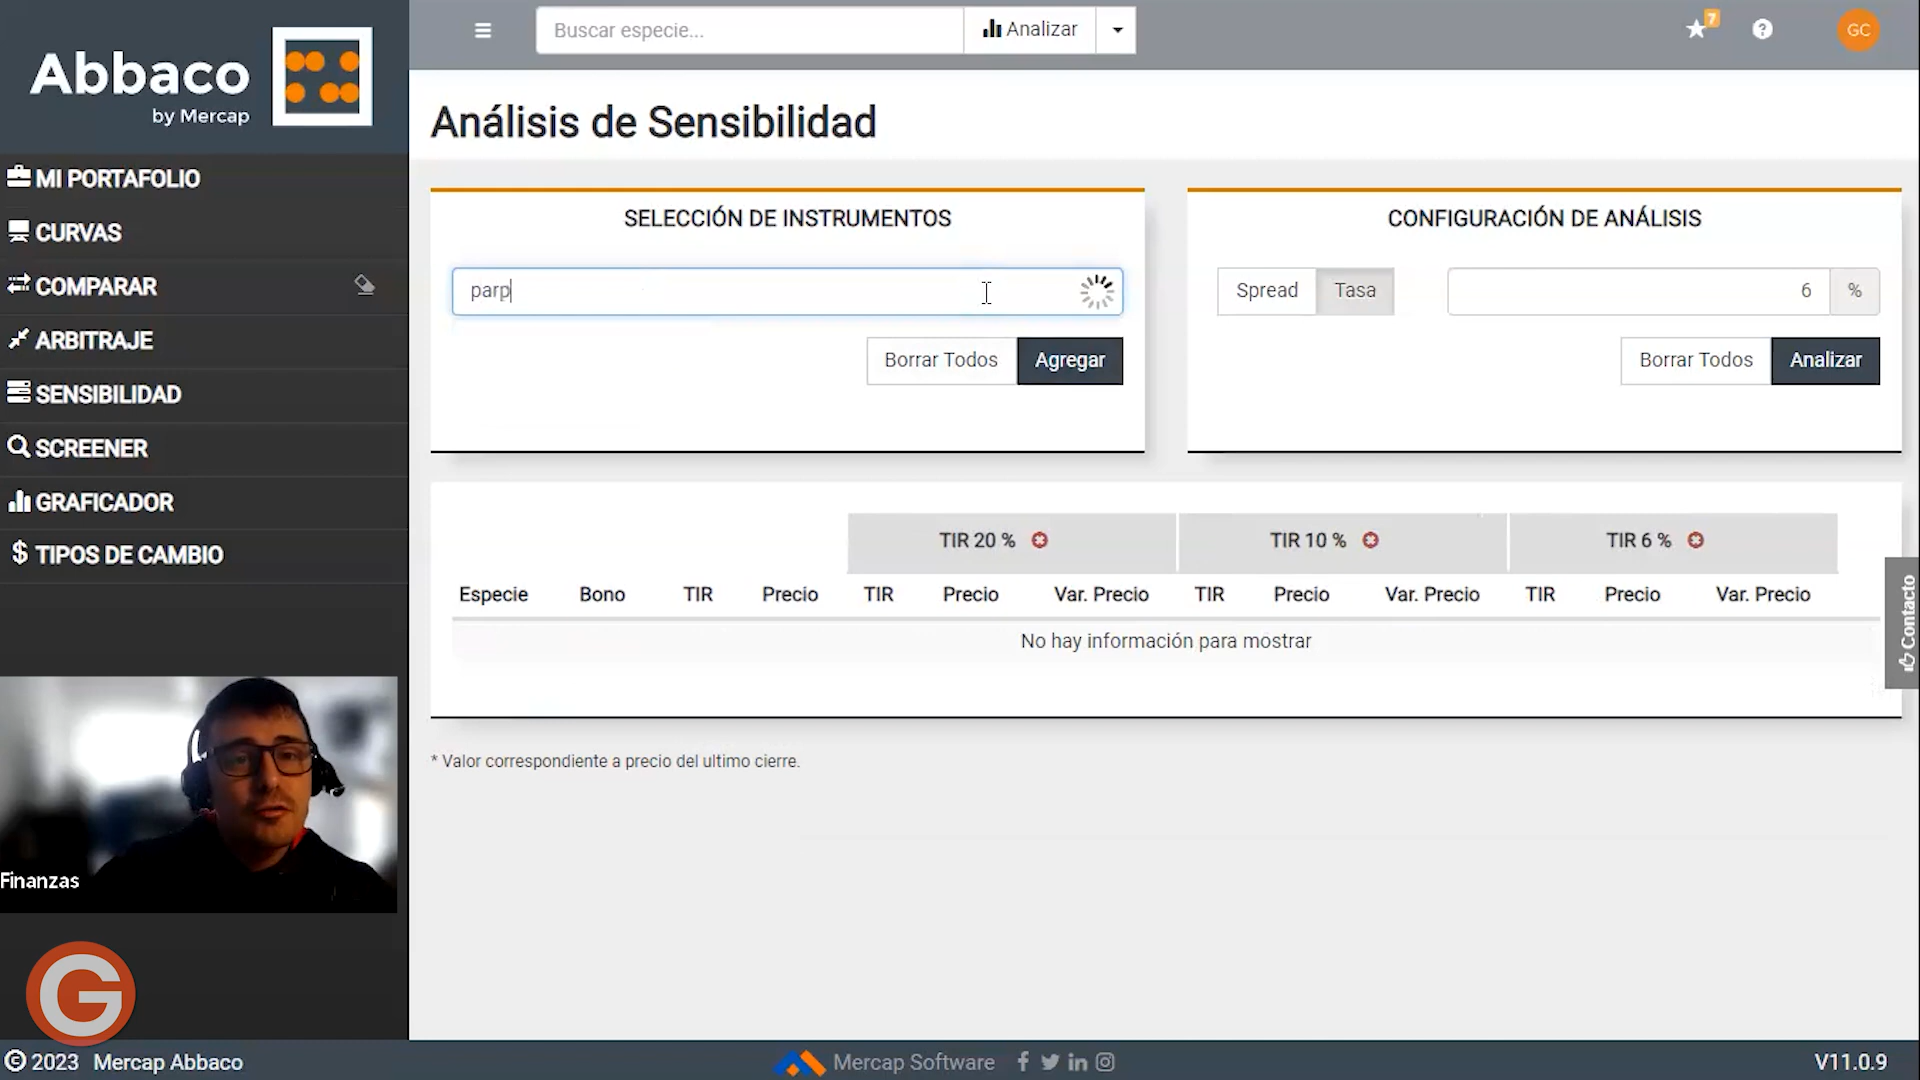 Abbaco
by Mercap
MI PORTAFOLIO
CURVAS
COMPARAR
ARBITRAJE
SENSIBILIDAD
SCREENER
GRAFICADOR
$ TIPOS DE CAMBIO
Finanzas
G
Buscar especie...
Analizar
7
?
GC
Análisis de Sensibilidad
SELECCIÓN DE INSTRUMENTOS
parp
Borrar Todos
Agregar
CONFIGURACIÓN DE ANÁLISIS
Spread
Tasa
6
%
Borrar Todos
Analizar
TIR 20 % TIR 10 % TIR 6 %
Especie Bono TIR Precio TIR Precio Var. Precio TIR Precio Var. Precio TIR Precio Var. Precio
No hay información para mostrar
* Valor correspondiente a precio del ultimo cierre.
Contacto
© 2023 Mercap Abbaco
Mercap Software
V11.0.9